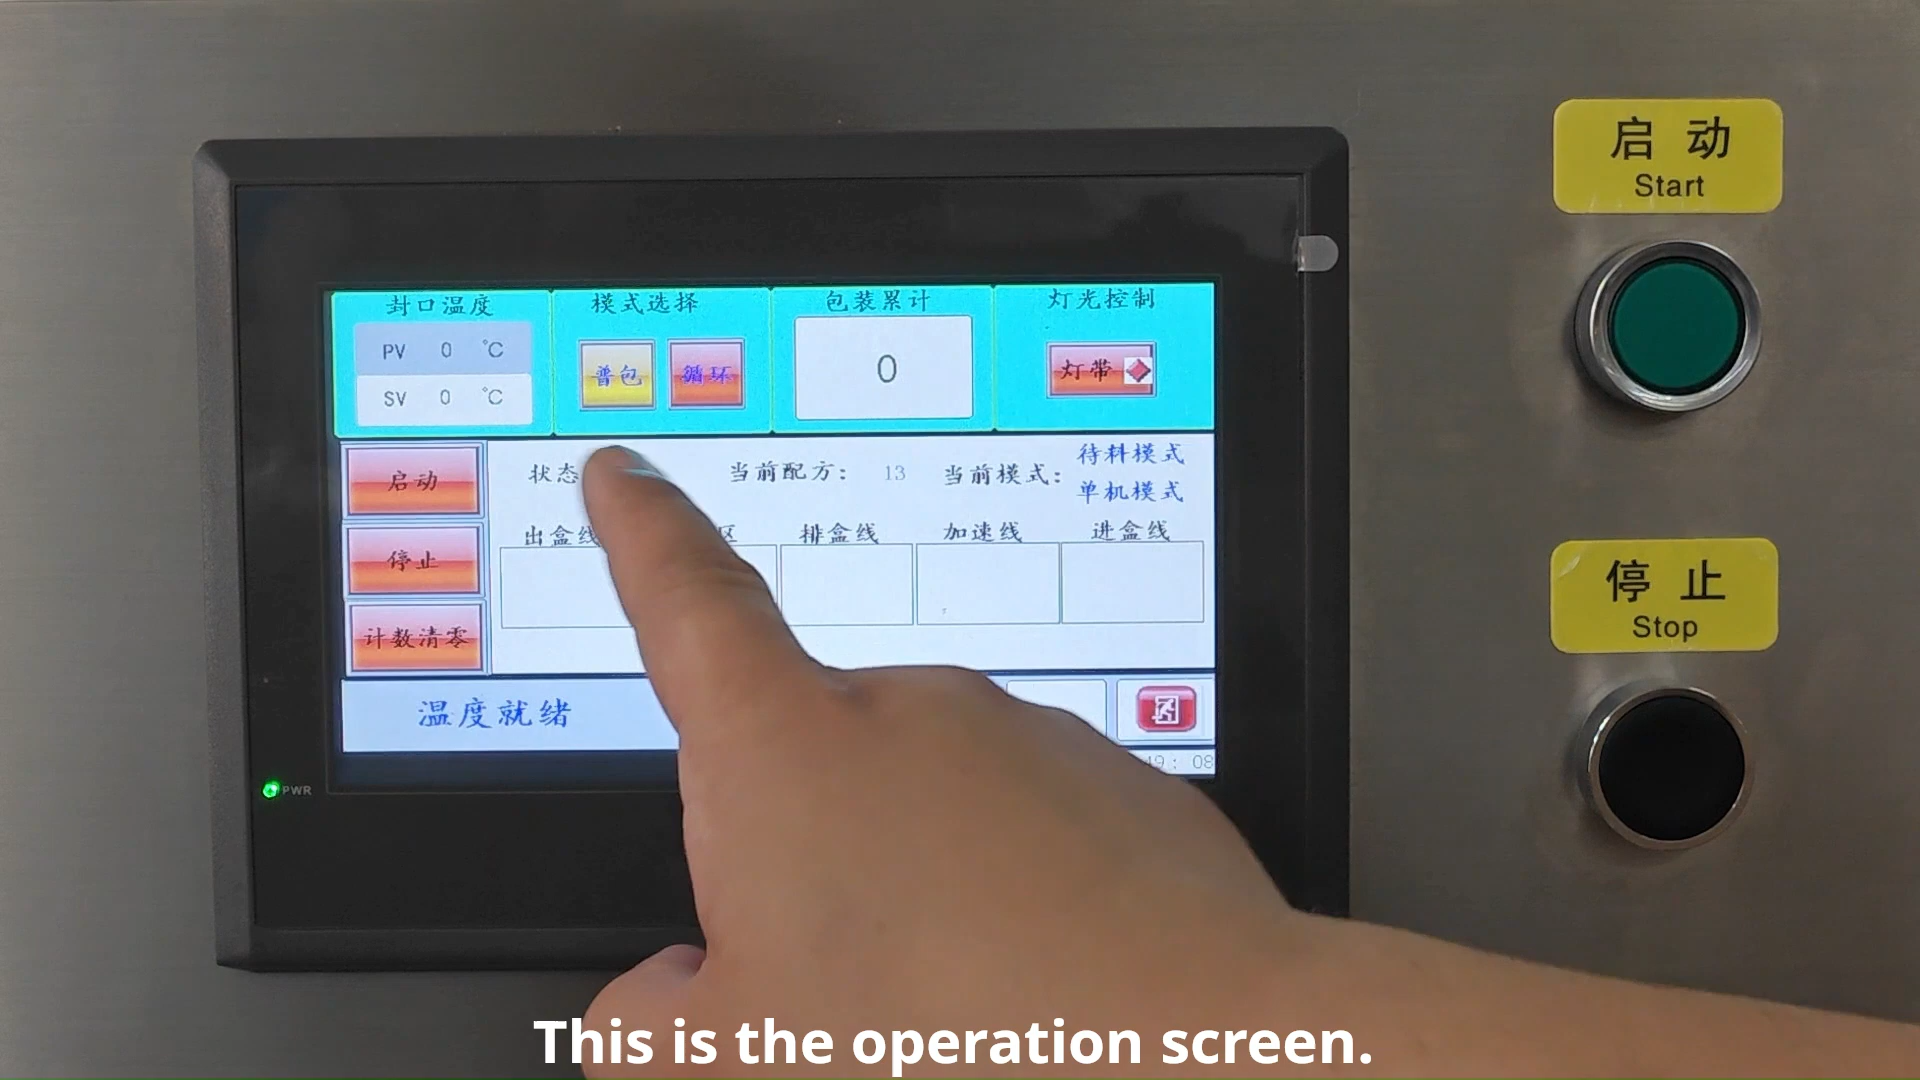 启 动
Start
封口温度
模式选择
包装累计
灯光控制
PV 0 ℃
SV 0 ℃
普包
循环
0
灯带
启动
停止
计数清零
状态
当前配方: 13
当前模式:
待料模式
单机模式
出盒线
区
排盒线
加速线
进盒线
温度就绪
49: 08
PWR
停 止
Stop
This is the operation screen.